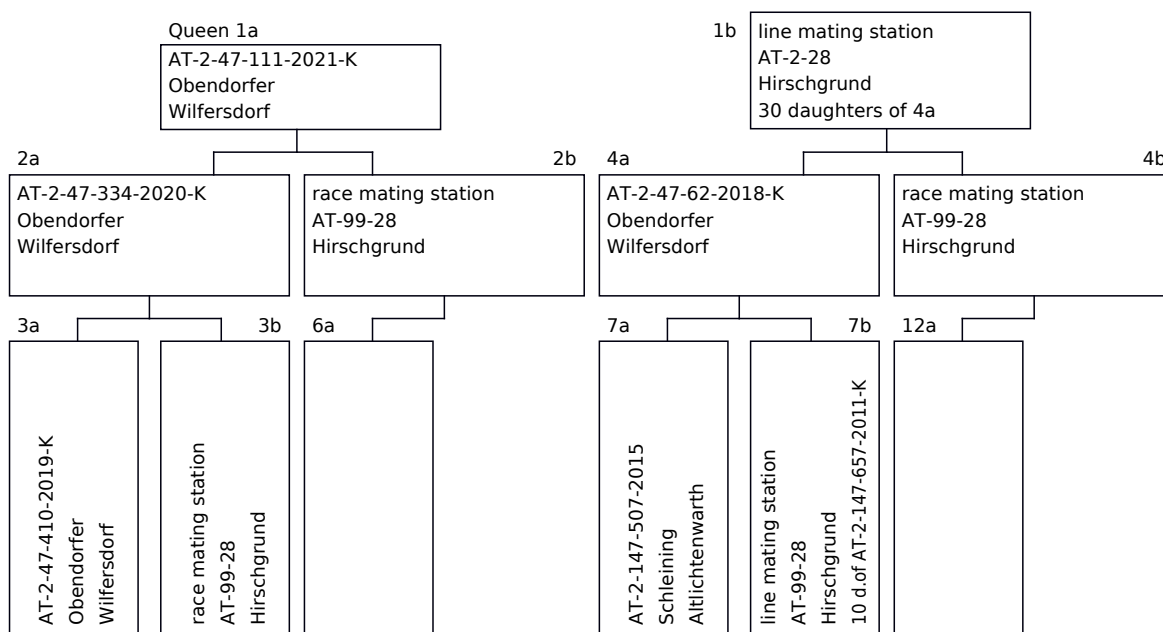 Queen 1a
AT-2-47-111-2021-K
Obendorfer
Wilfersdorf
1b
line mating station
AT-2-28
Hirschgrund
30 daughters of 4a
2a
AT-2-47-334-2020-K
Obendorfer
Wilfersdorf
2b
race mating station
AT-99-28
Hirschgrund
4a
AT-2-47-62-2018-K
Obendorfer
Wilfersdorf
4b
race mating station
AT-99-28
Hirschgrund
3a
AT-2-47-410-2019-K
Obendorfer
Wilfersdorf
3b
race mating station
AT-99-28
Hirschgrund
6a
7a
AT-2-147-507-2015
Schleining
Altlichtenwarth
7b
line mating station
AT-99-28
Hirschgrund
10 d.of AT-2-147-657-2011-K
12a